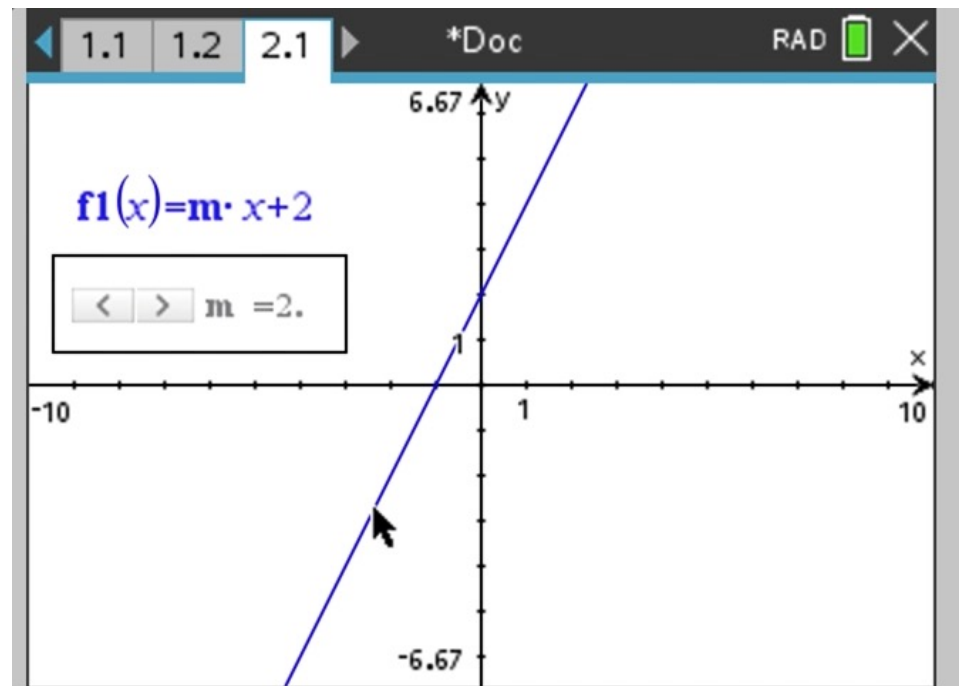 1.1 1.2 2.1 *Doc RAD
6.67 y
f1(x)=m· x+2
< > m =2.
1
x
-10 1 10
-6.67